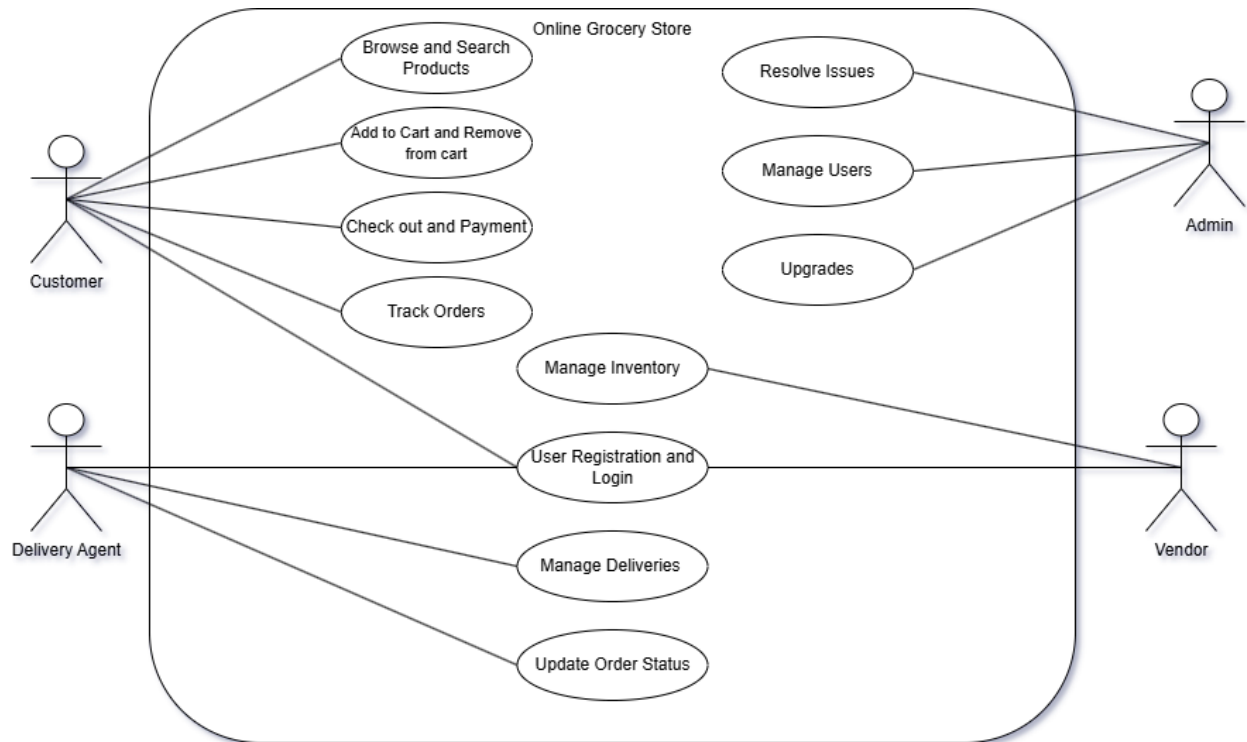 Online Grocery Store
Browse and Search
Products
Resolve Issues
Add to Cart and Remove
from cart
Manage Users
Check out and Payment
Admin
Customer
Upgrades
Track Orders
Manage Inventory
User Registration and
Login
Delivery Agent
Vendor
Manage Deliveries
Update Order Status